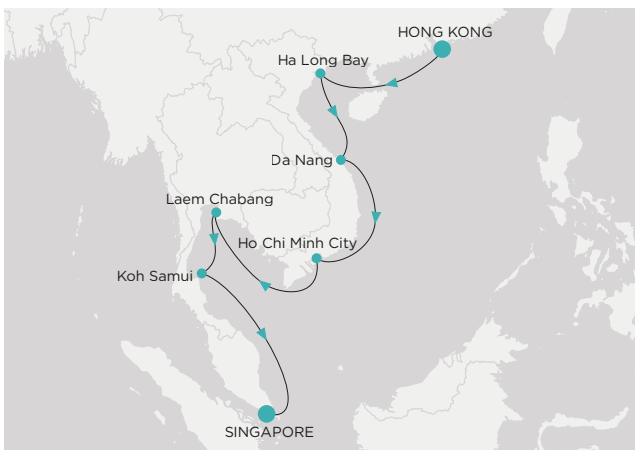 HONG KONG
Ha Long Bay
Da Nang
Laem Chabang
Ho Chi Minh City
Koh Samui
SINGAPORE